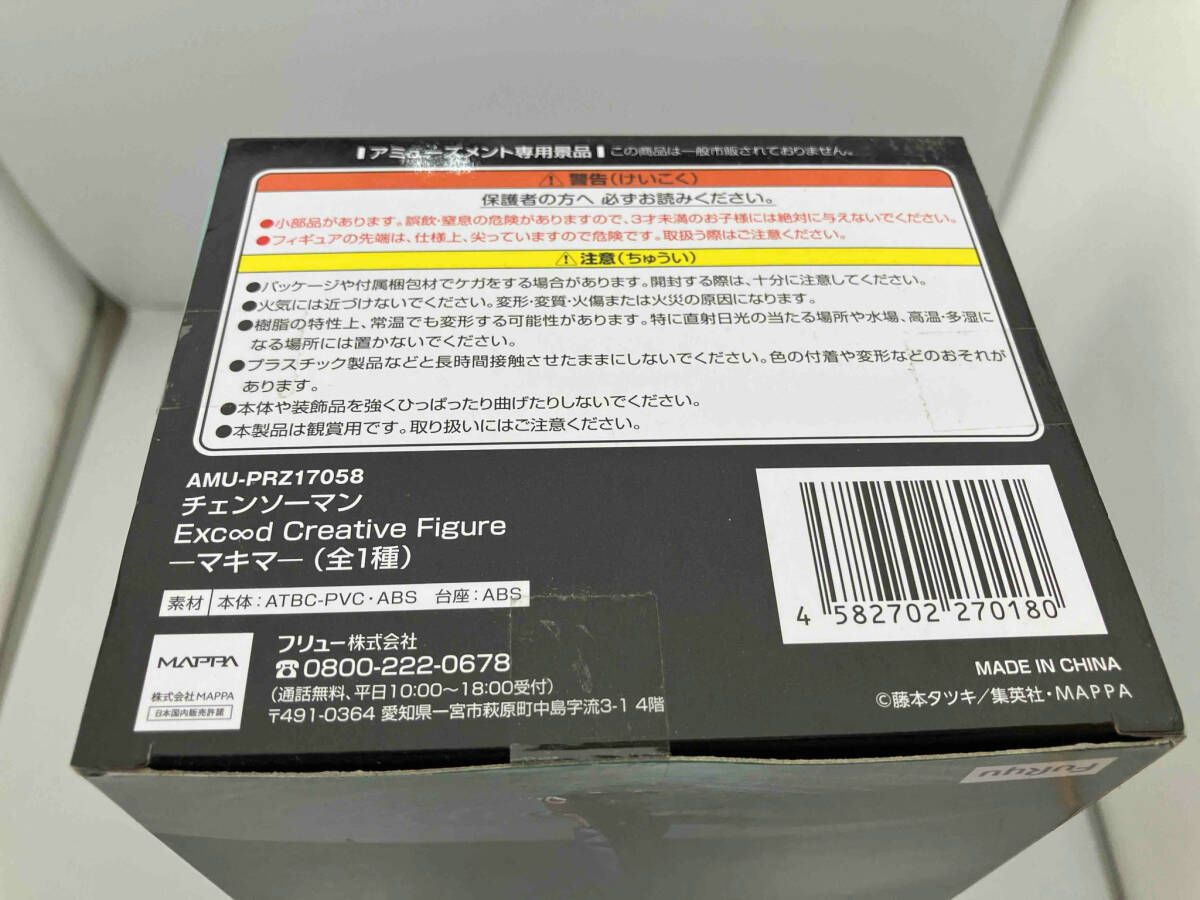 アミューズメント専用景品 この商品は一般市販されておりません。
警告(けいこく)
保護者の方へ 必ずお読みください。
●小部品があります。誤飲・窒息の危険がありますので、3才未満のお子様には絶対に与えないでください。
●フィギュアの先端は、仕様上、尖っていますので危険です。取扱う際はご注意ください。
注意(ちゅうい)
●パッケージや付属梱包材でケガをする場合があります。開封する際は、十分に注意してください。
●火気には近づけないでください。変形・変質・火傷または火災の原因になります。
●樹脂の特性上、常温でも変形する可能性があります。特に直射日光の当たる場所や水場、高温・多湿に
なる場所には置かないでください。
●プラスチック製品などと長時間接触させたままにしないでください。色の付着や変形などのおそれが
あります。
●本体や装飾品を強くひっぱったり曲げたりしないでください。
●本製品は観賞用です。取り扱いにはご注意ください。
AMU-PRZ17058
チェンソーマン
Exc∞d Creative Figure
―マキマ―(全1種)
素材 本体:ATBC-PVC・ABS 台座:ABS
MAPPA
株式会社MAPPA
日本国内販売許諾
フリュー株式会社
☎0800-222-0678
(通話無料、平日10:00〜18:00受付)
〒491-0364 愛知県一宮市萩原町中島字流3-1 4階
4 582702 270180
MADE IN CHINA
©藤本タツキ/集英社・MAPPA
FuRyu